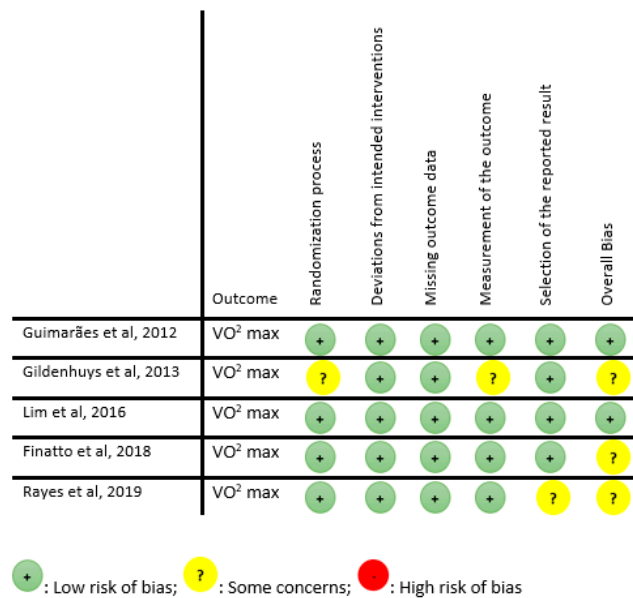 Outcome
Randomization process
Deviations from intended interventions
Missing outcome data
Measurement of the outcome
Selection of the reported result
Overall Bias
Guimarães et al, 2012 VO² max + + + + + +
Gildenhuys et al, 2013 VO² max ? + + ? + ?
Lim et al, 2016 VO² max + + + + + +
Finatto et al, 2018 VO² max + + + + + ?
Rayes et al, 2019 VO² max + + + + ? ?
+ : Low risk of bias; ? : Some concerns; - : High risk of bias